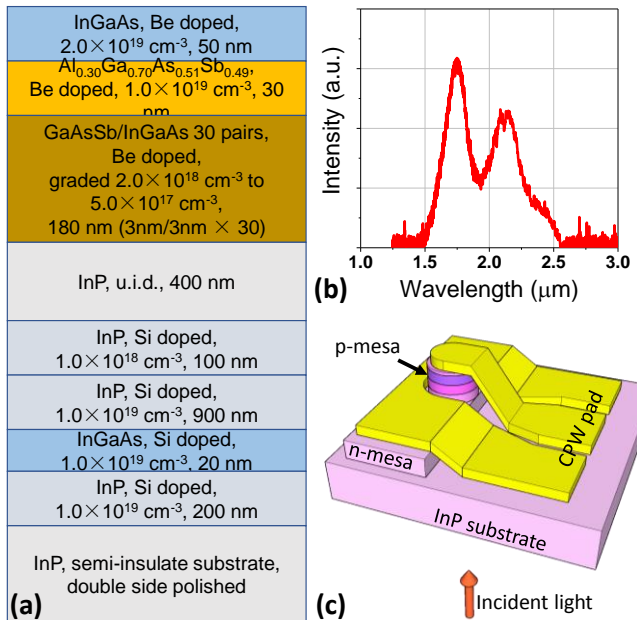 InGaAs, Be doped,
2.0×10¹⁹ cm⁻³, 50 nm
Al₀.₃₀Ga₀.₇₀As₀.₅₁Sb₀.₄₉,
Be doped, 1.0×10¹⁹ cm⁻³, 30
nm
GaAsSb/InGaAs 30 pairs,
Be doped,
graded 2.0×10¹⁸ cm⁻³ to
5.0×10¹⁷ cm⁻³,
180 nm (3nm/3nm × 30)
InP, u.i.d., 400 nm
InP, Si doped,
1.0×10¹⁸ cm⁻³, 100 nm
InP, Si doped,
1.0×10¹⁹ cm⁻³, 900 nm
InGaAs, Si doped,
1.0×10¹⁹ cm⁻³, 20 nm
InP, Si doped,
1.0×10¹⁹ cm⁻³, 200 nm
InP, semi-insulate substrate,
double side polished
(a)
Intensity (a.u.)
1.0 1.5 2.0 2.5 3.0
Wavelength (μm)
(b)
p-mesa
CPW pad
n-mesa
InP substrate
Incident light
(c)